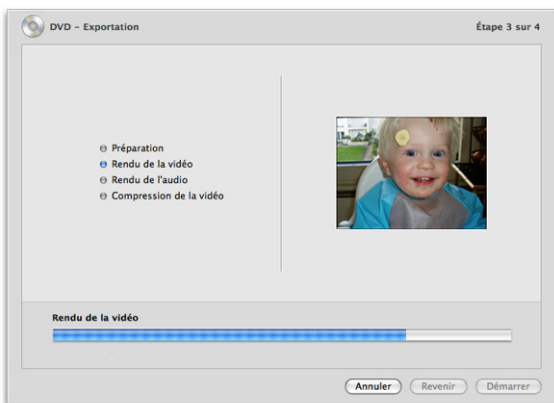 DVD – Exportation
Étape 3 sur 4
Préparation
Rendu de la vidéo
Rendu de l'audio
Compression de la vidéo
Rendu de la vidéo
Annuler
Revenir
Démarrer